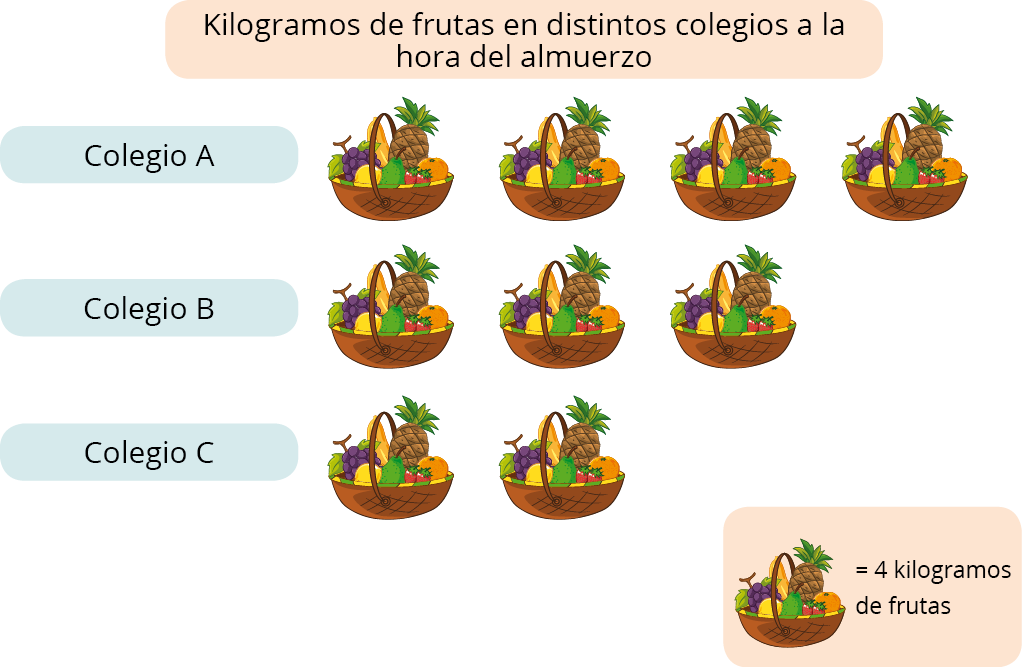 Kilogramos de frutas en distintos colegios a la
hora del almuerzo
Colegio A
Colegio B
Colegio C
= 4 kilogramos
de frutas